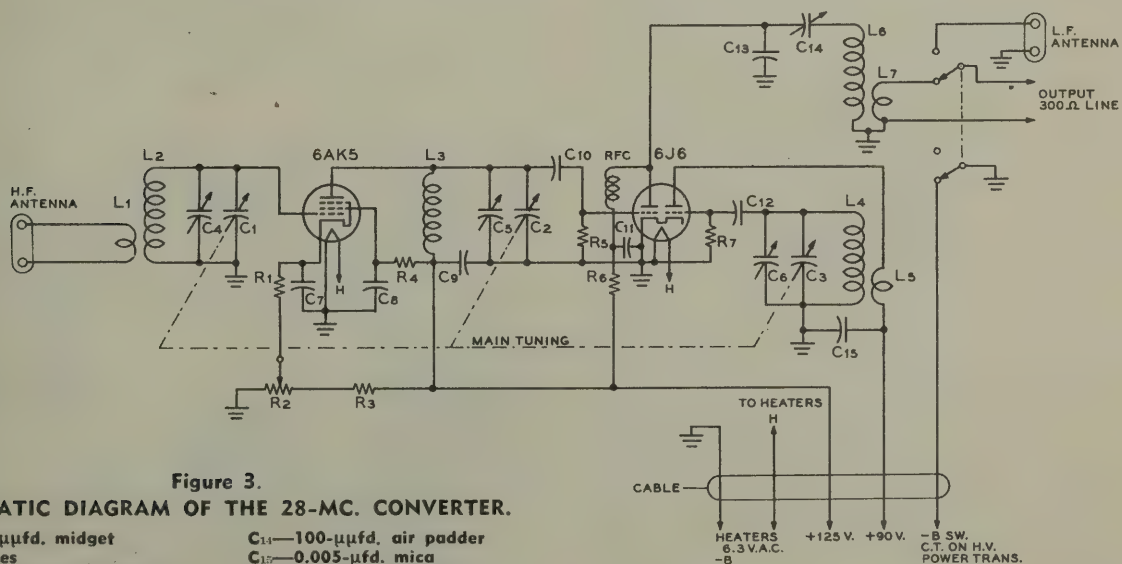 L.F. ANTENNA
C13
C14
L6
L7
OUTPUT
300Ω LINE
H.F.
ANTENNA
L1
L2
C4
C1
6AK5
L3
C10
RFC
6J6
C5
C2
C12
L4
R1
C7
H
C8
R4
C9
R5
C11
R6
H
R7
C6
C3
L5
C15
MAIN TUNING
R2
R3
TO HEATERS
H
CABLE
HEATERS
6.3 V.A.C.
-B
+125 V.
+90 V.
-B SW.
C.T. ON H.V.
POWER TRANS.
Figure 3.
ATIC DIAGRAM OF THE 28-MC. CONVERTER.
μμfd. midget
es
C14—100-μμfd. air padder
C15—0.005-μfd. mica